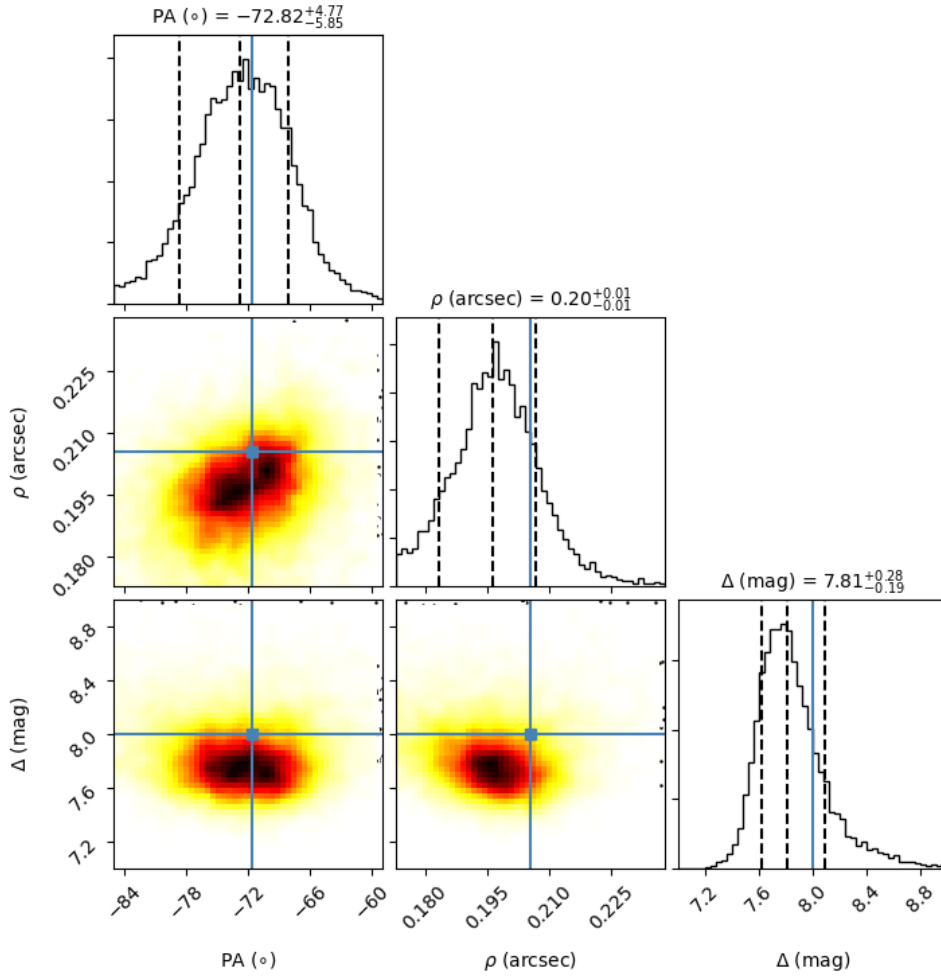 PA (∘) = −72.82+4.77 −5.85
ρ (arcsec) = 0.20+0.01 −0.01
ρ (arcsec)
0.225
0.210
0.195
0.180
Δ (mag) = 7.81+0.28 −0.19
Δ (mag)
8.8
8.4
8.0
7.6
7.2
−84 −78 −72 −66 −60
0.180 0.195 0.210 0.225
7.2 7.6 8.0 8.4 8.8
PA (∘)
ρ (arcsec)
Δ (mag)